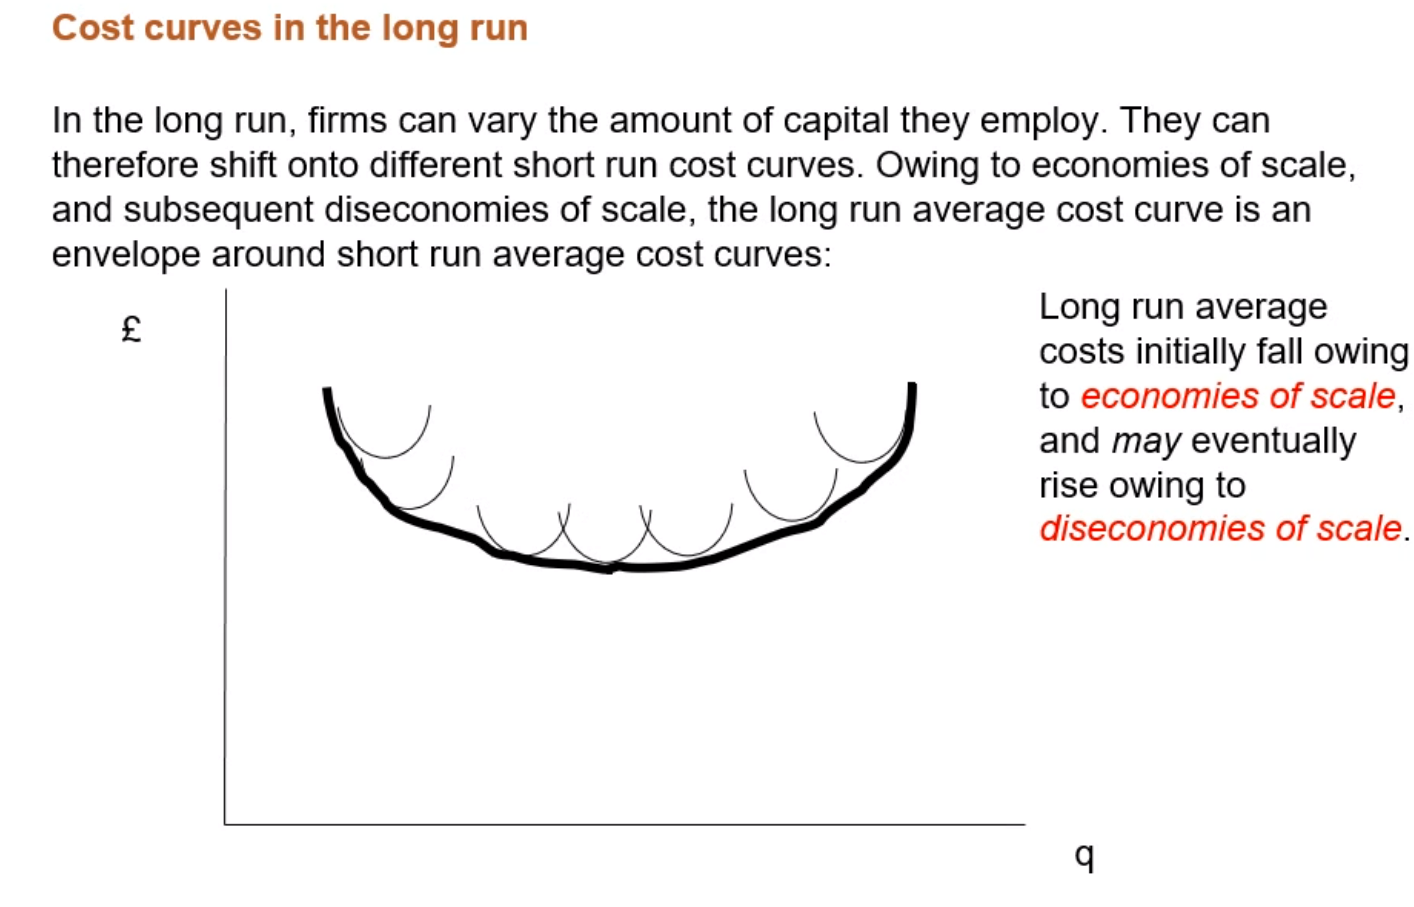 Cost curves in the long run
In the long run, firms can vary the amount of capital they employ. They can
therefore shift onto different short run cost curves. Owing to economies of scale,
and subsequent diseconomies of scale, the long run average cost curve is an
envelope around short run average cost curves:
£
Long run average
costs initially fall owing
to economies of scale,
and may eventually
rise owing to
diseconomies of scale.
q